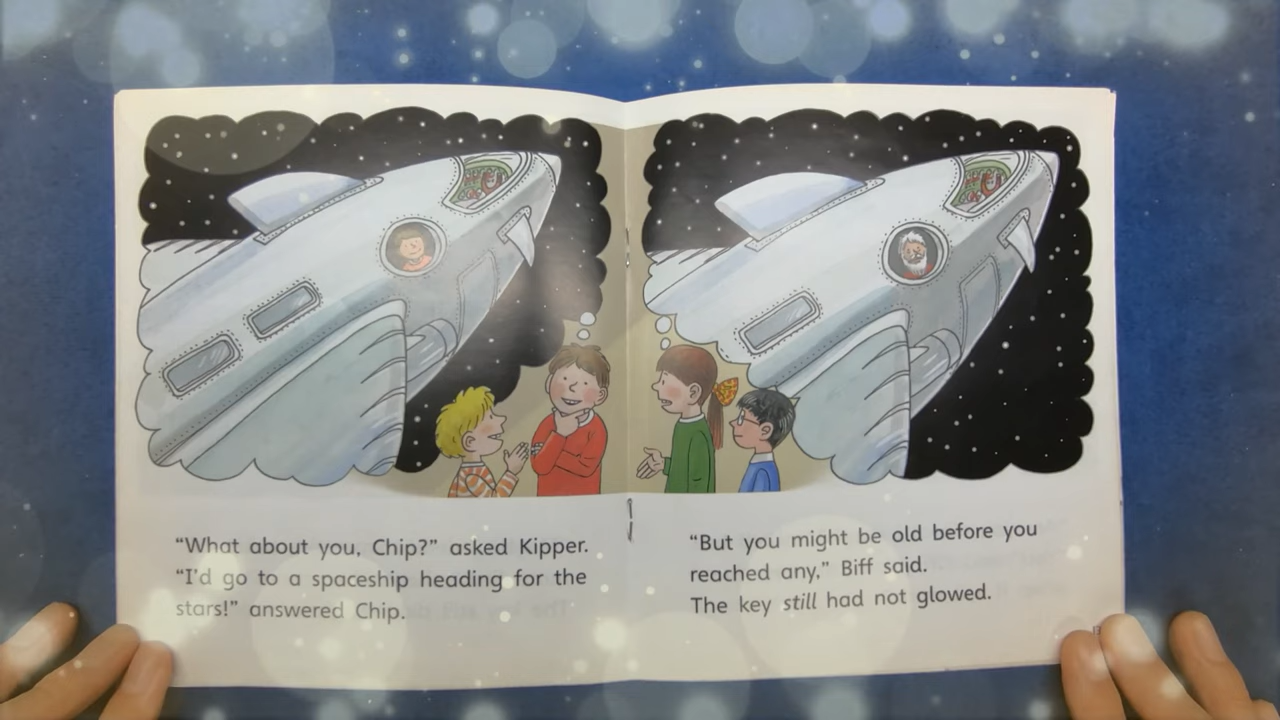 “What about you, Chip?” asked Kipper.
“I’d go to a spaceship heading for the
stars!” answered Chip.
“But you might be old before you
reached any,” Biff said.
The key still had not glowed.